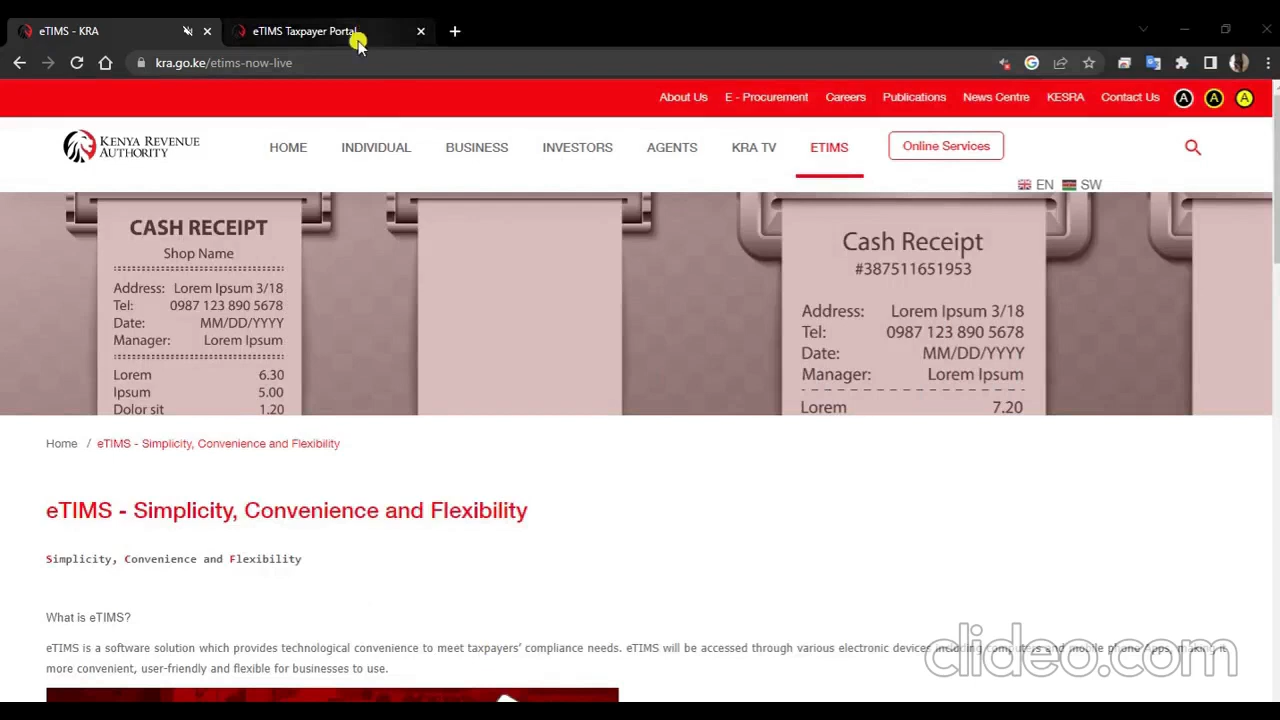 eTIMS - KRA
eTIMS Taxpayer Portal
kra.go.ke/etims-now-live
About Us E - Procurement Careers Publications News Centre KESRA Contact Us A A A
KENYA REVENUE
AUTHORITY
HOME INDIVIDUAL BUSINESS INVESTORS AGENTS KRA TV ETIMS Online Services
EN SW
CASH RECEIPT
Shop Name
Address: Lorem Ipsum 3/18
Tel: 0987 123 890 5678
Date: MM/DD/YYYY
Manager: Lorem Ipsum
Lorem 6.30
Ipsum 5.00
Dolor sit 1.20
Cash Receipt
#387511651953
Address: Lorem Ipsum 3/18
Tel: 0987 123 890 5678
Date: MM/DD/YYYY
Manager: Lorem Ipsum
Lorem 7.20
Home / eTIMS - Simplicity, Convenience and Flexibility
eTIMS - Simplicity, Convenience and Flexibility
Simplicity, Convenience and Flexibility
What is eTIMS?
eTIMS is a software solution which provides technological convenience to meet taxpayers' compliance needs. eTIMS will be accessed through various electronic devices including computers and mobile phone Apps, making it
more convenient, user-friendly and flexible for businesses to use.
clideo.com